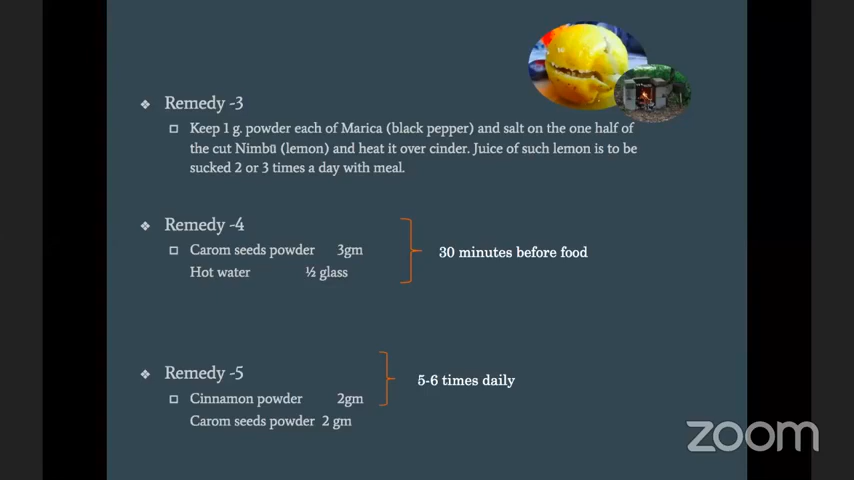 Remedy -3
Keep 1 g. powder each of Marica (black pepper) and salt on the one half of
the cut Nimbū (lemon) and heat it over cinder. Juice of such lemon is to be
sucked 2 or 3 times a day with meal.
Remedy -4
Carom seeds powder 3gm
Hot water ½ glass
30 minutes before food
Remedy -5
Cinnamon powder 2gm
Carom seeds powder 2 gm
5-6 times daily
zoom